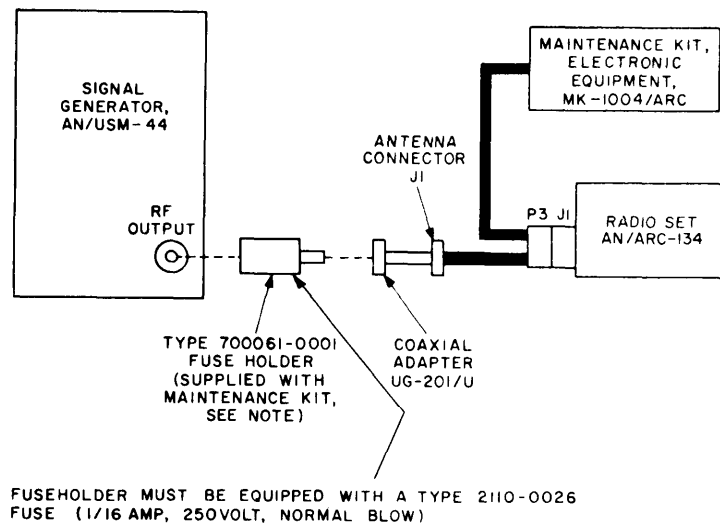 SIGNAL
GENERATOR,
AN/USM-44
RF
OUTPUT
MAINTENANCE KIT,
ELECTRONIC
EQUIPMENT,
MK-1004/ARC
ANTENNA
CONNECTOR
J1
P3 J1
RADIO SET
AN/ARC-134
TYPE 700061-0001
FUSE HOLDER
(SUPPLIED WITH
MAINTENANCE KIT,
SEE NOTE)
COAXIAL
ADAPTER
UG-201/U
FUSEHOLDER MUST BE EQUIPPED WITH A TYPE 2110-0026
FUSE (1/16 AMP, 250VOLT, NORMAL BLOW)